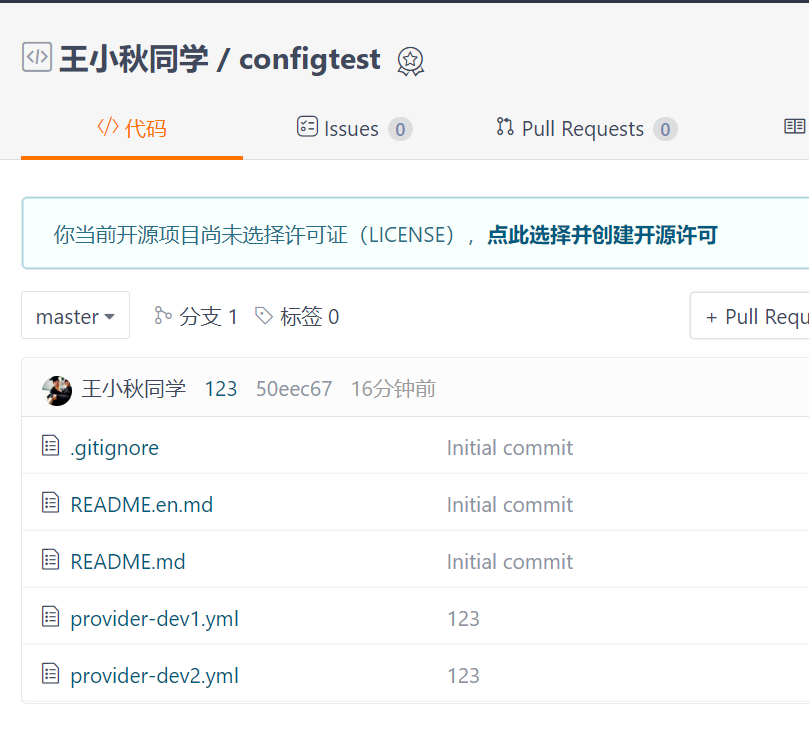 王小秋同学 / configtest
代码 Issues 0 Pull Requests 0
你当前开源项目尚未选择许可证（LICENSE），点此选择并创建开源许可
master 分支 1 标签 0 + Pull Requ
王小秋同学 123 50eec67 16分钟前
.gitignore Initial commit
README.en.md Initial commit
README.md Initial commit
provider-dev1.yml 123
provider-dev2.yml 123